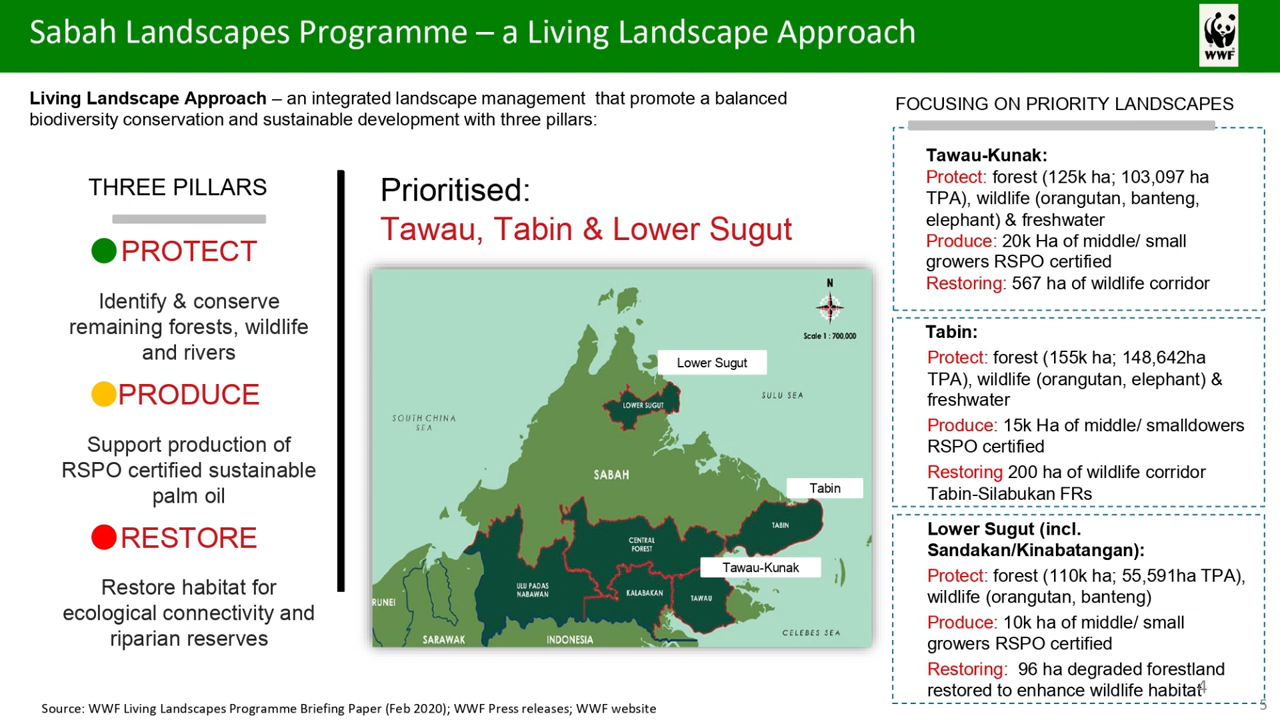 Sabah Landscapes Programme – a Living Landscape Approach
WWF
Living Landscape Approach – an integrated landscape management that promote a balanced
biodiversity conservation and sustainable development with three pillars:
THREE PILLARS
PROTECT
Identify & conserve
remaining forests, wildlife
and rivers
PRODUCE
Support production of
RSPO certified sustainable
palm oil
RESTORE
Restore habitat for
ecological connectivity and
riparian reserves
Prioritised:
Tawau, Tabin & Lower Sugut
N
Scale 1 : 700,000
Lower Sugut
LOWER SUGUT
SULU SEA
SOUTH CHINA
SEA
SABAH
Tabin
TABIN
CENTRAL
FOREST
Tawau-Kunak
ULU PADAS
NABAWAN
KALABAKAN
TAWAU
RUNEI
SARAWAK
INDONESIA
CELEBES SEA
FOCUSING ON PRIORITY LANDSCAPES
Tawau-Kunak:
Protect: forest (125k ha; 103,097 ha
TPA), wildlife (orangutan, banteng,
elephant) & freshwater
Produce: 20k Ha of middle/ small
growers RSPO certified
Restoring: 567 ha of wildlife corridor
Tabin:
Protect: forest (155k ha; 148,642ha
TPA), wildlife (orangutan, elephant) &
freshwater
Produce: 15k Ha of middle/ smalldowers
RSPO certified
Restoring 200 ha of wildlife corridor
Tabin-Silabukan FRs
Lower Sugut (incl.
Sandakan/Kinabatangan):
Protect: forest (110k ha; 55,591ha TPA),
wildlife (orangutan, banteng)
Produce: 10k ha of middle/ small
growers RSPO certified
Restoring: 96 ha degraded forestland
restored to enhance wildlife habitat
4
5
Source: WWF Living Landscapes Programme Briefing Paper (Feb 2020); WWF Press releases; WWF website